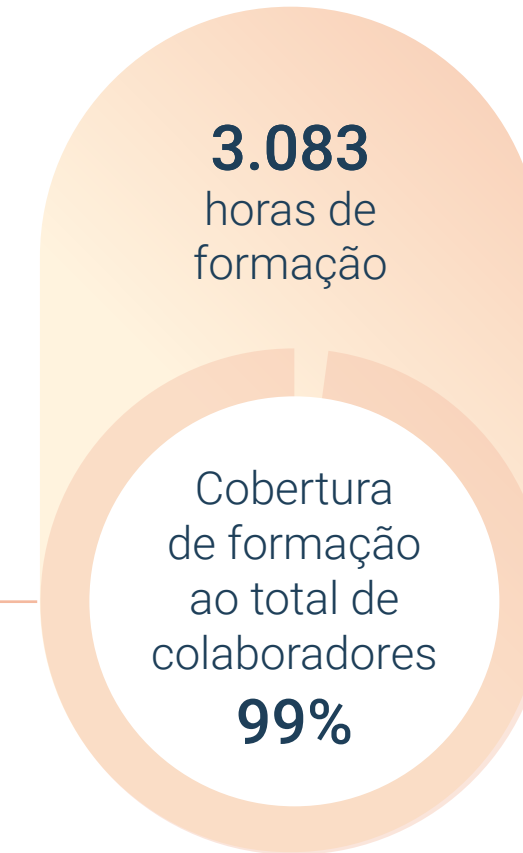 3.083
horas de
formação
Cobertura
de formação
ao total de
colaboradores
99%